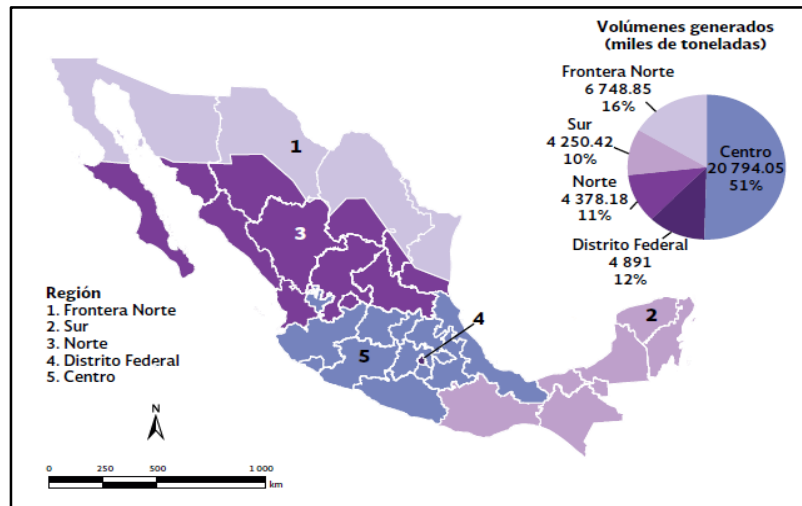 Volúmenes generados
(miles de toneladas)
Frontera Norte
6 748.85
16%
Sur
4 250.42
10%
Norte
4 378.18
11%
Distrito Federal
4 891
12%
Centro
20 794.05
51%
1
3
2
4
5
Región
1. Frontera Norte
2. Sur
3. Norte
4. Distrito Federal
5. Centro
N
0 250 500 1 000
km